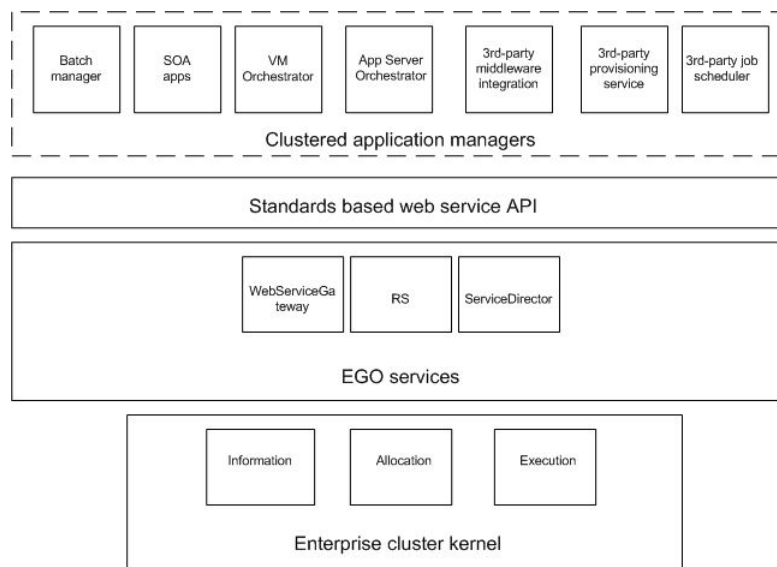 Batch
manager
SOA
apps
VM
Orchestrator
App Server
Orchestrator
3rd-party
middleware
integration
3rd-party
provisioning
service
3rd-party job
scheduler
Clustered application managers
Standards based web service API
WebServiceGa
teway
RS
ServiceDirector
EGO services
Information
Allocation
Execution
Enterprise cluster kernel